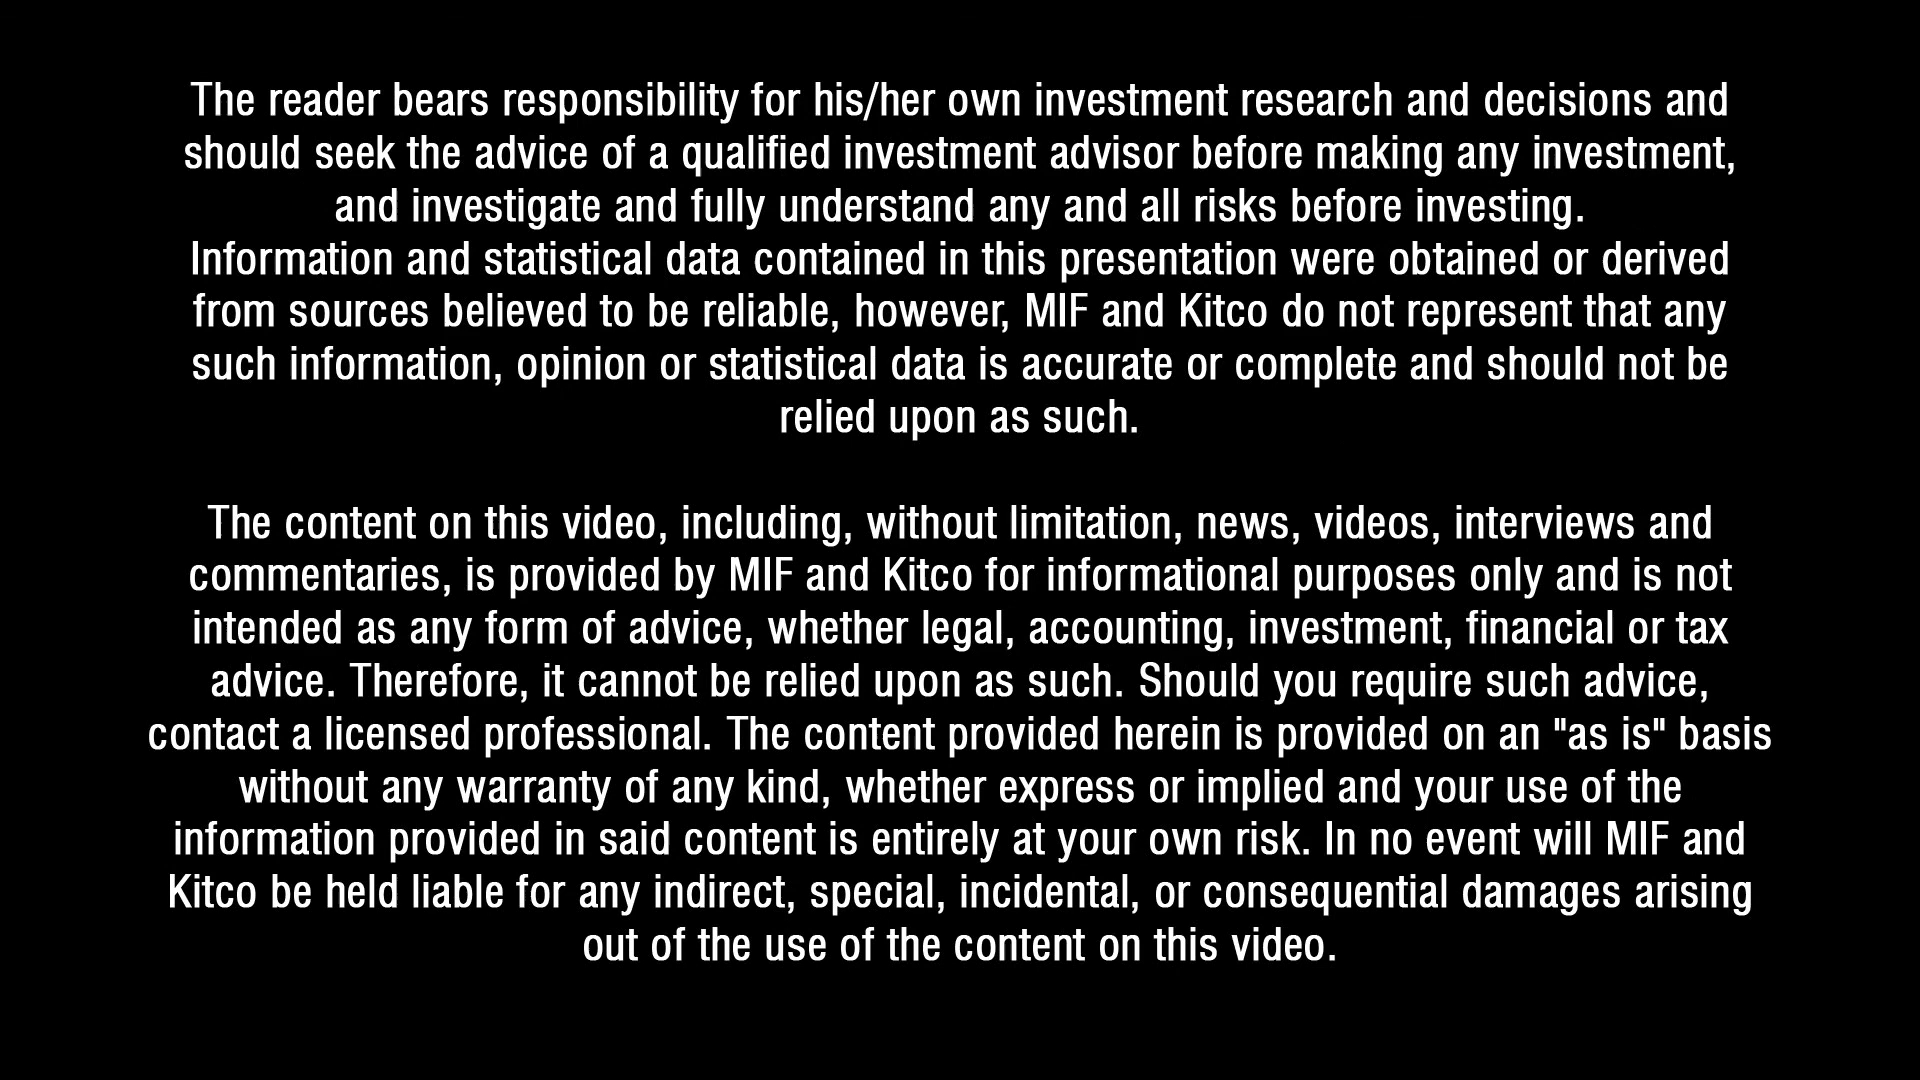 The reader bears responsibility for his/her own investment research and decisions and
should seek the advice of a qualified investment advisor before making any investment,
and investigate and fully understand any and all risks before investing.
Information and statistical data contained in this presentation were obtained or derived
from sources believed to be reliable, however, MIF and Kitco do not represent that any
such information, opinion or statistical data is accurate or complete and should not be
relied upon as such.
The content on this video, including, without limitation, news, videos, interviews and
commentaries, is provided by MIF and Kitco for informational purposes only and is not
intended as any form of advice, whether legal, accounting, investment, financial or tax
advice. Therefore, it cannot be relied upon as such. Should you require such advice,
contact a licensed professional. The content provided herein is provided on an "as is" basis
without any warranty of any kind, whether express or implied and your use of the
information provided in said content is entirely at your own risk. In no event will MIF and
Kitco be held liable for any indirect, special, incidental, or consequential damages arising
out of the use of the content on this video.